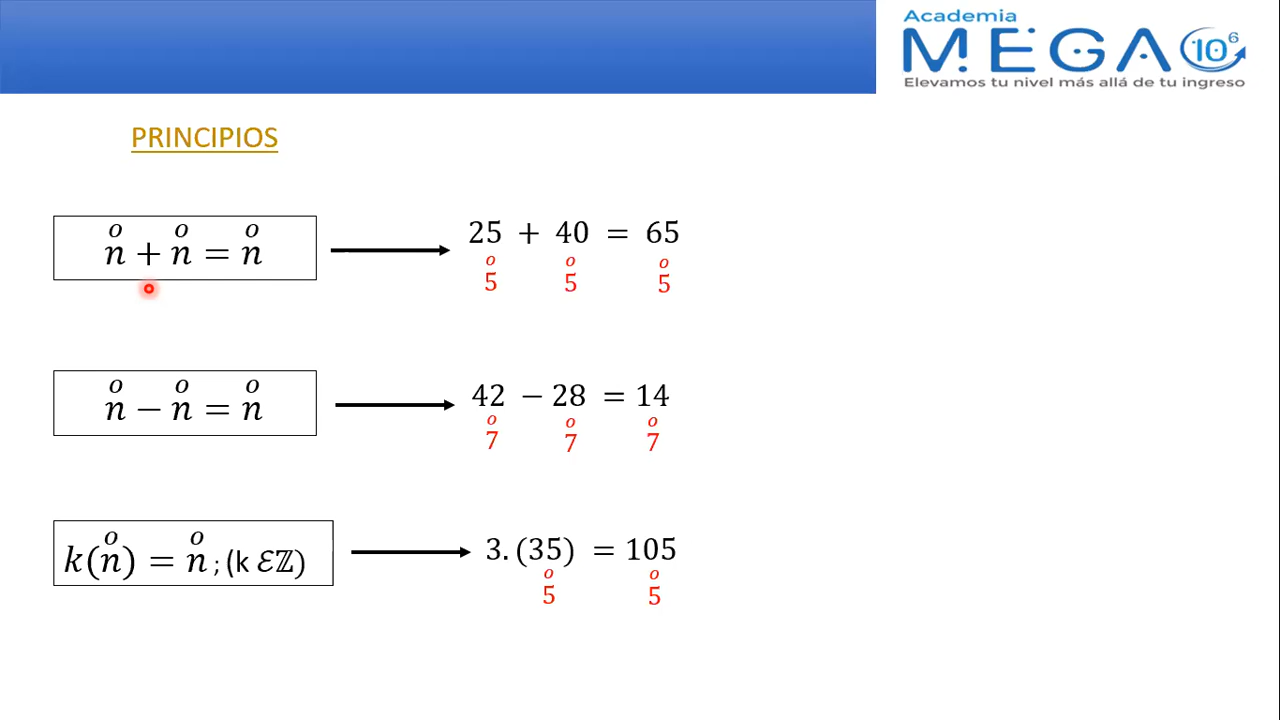 Academia
MEGA 10⁶
Elevamos tu nivel más allá de tu ingreso
PRINCIPIOS
n̊ + n̊ = n̊
25 + 40 = 65
5̊ 5̊ 5̊
n̊ − n̊ = n̊
42 − 28 = 14
7̊ 7̊ 7̊
k(n̊) = n̊ ; (k Ɛℤ)
3. (35) = 105
5̊ 5̊